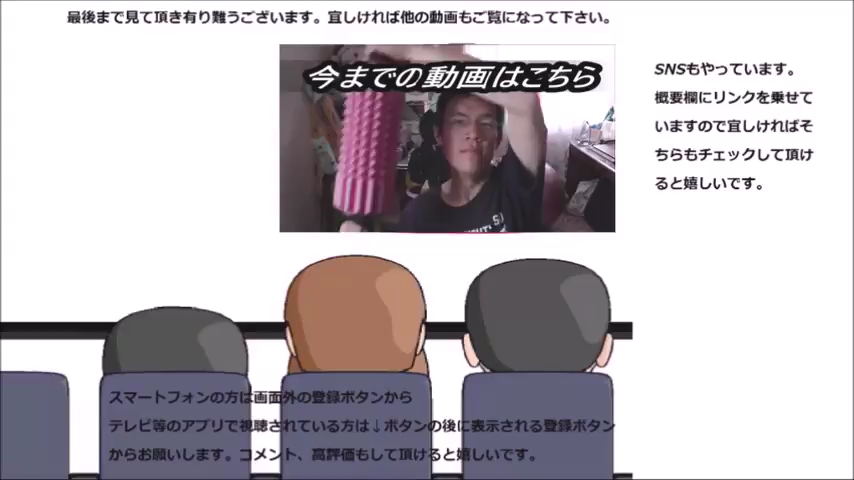 最後まで見て頂き有り難うございます。宜しければ他の動画もご覧になって下さい。
今までの動画はこちら
SNSもやっています。
概要欄にリンクを乗せて
いますので宜しければそ
ちらもチェックして頂け
ると嬉しいです。
スマートフォンの方は画面外の登録ボタンから
テレビ等のアプリで視聴されている方は↓ボタンの後に表示される登録ボタン
からお願いします。コメント、高評価もして頂けると嬉しいです。